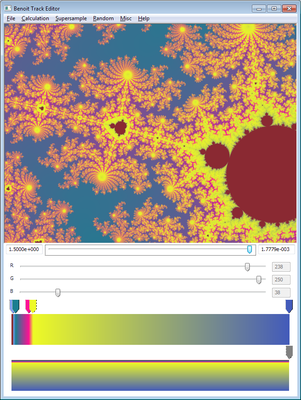 Benoit Track Editor
File Calculation Supersample Random Misc Help
1.5000e+000 1.7779e-003
R 238
G 250
B 38